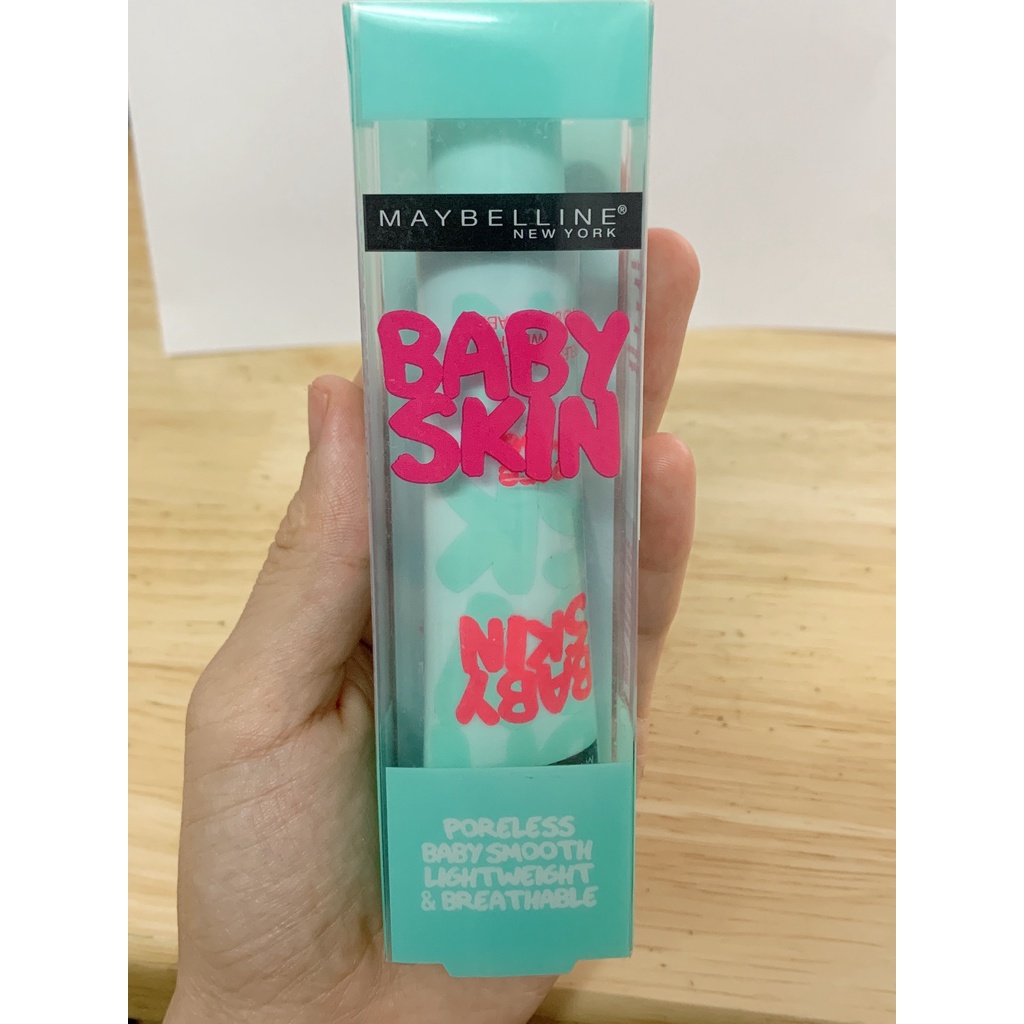 MAYBELLINE®
NEW YORK
BABY
SKIN
BABY
SKIN
PORELESS
BABY SMOOTH
LIGHTWEIGHT
& BREATHABLE